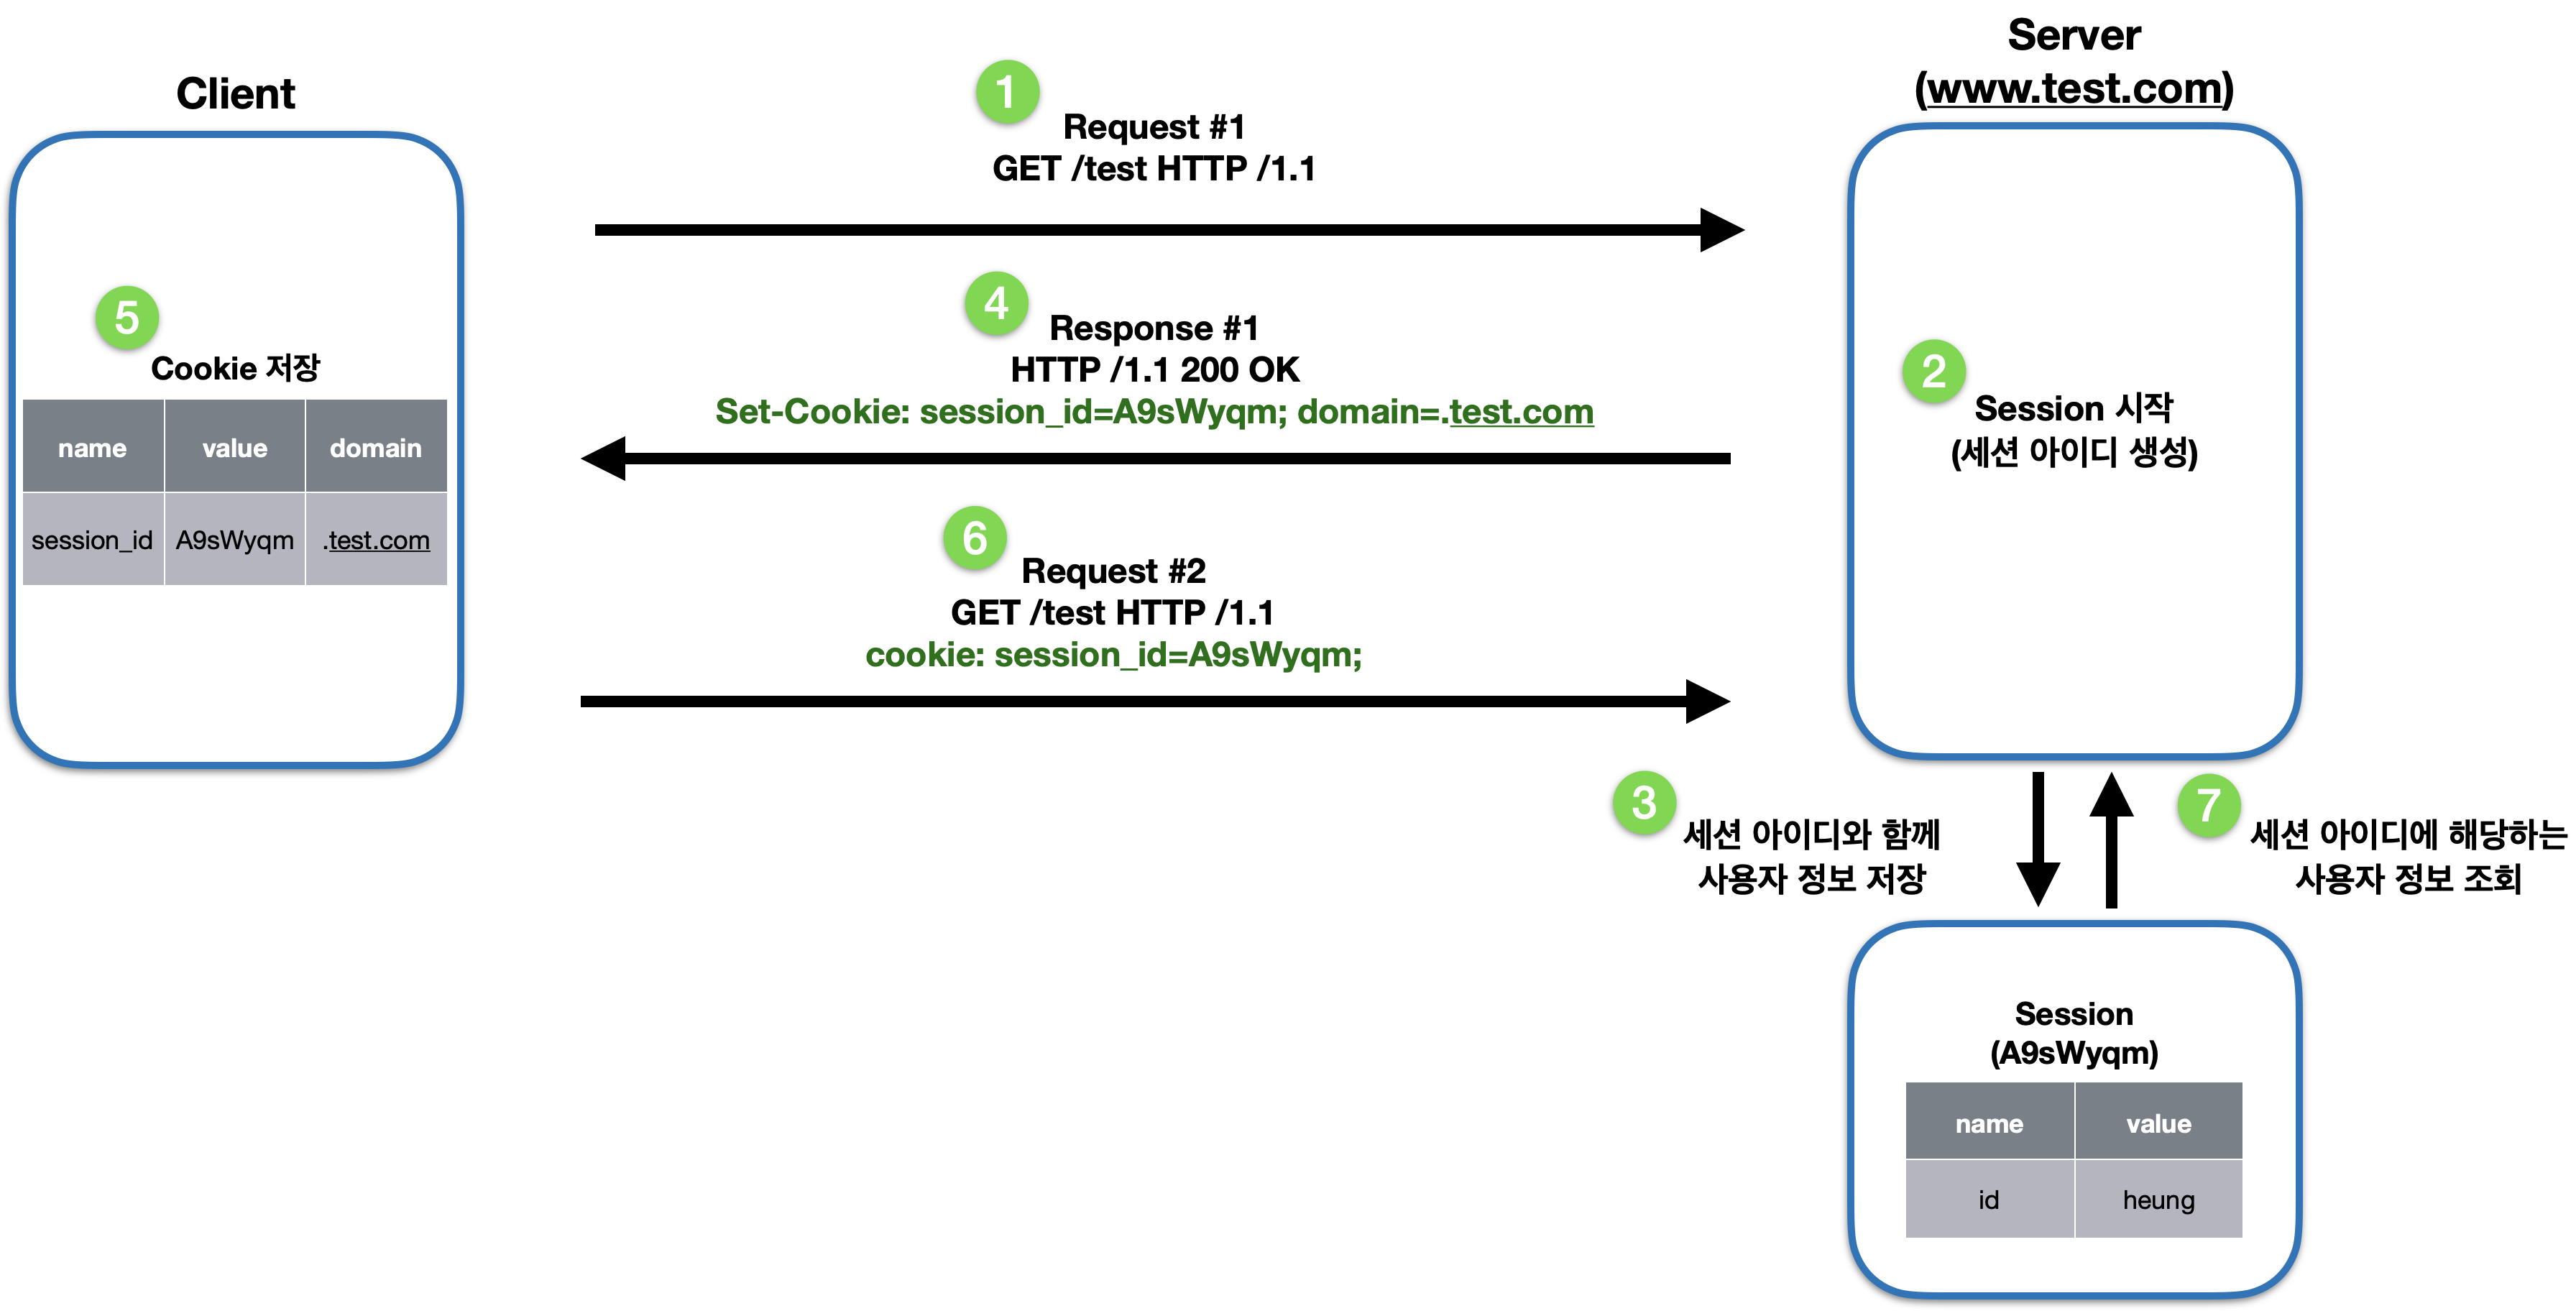 Client
Server
(www.test.com)
1
Request #1
GET /test HTTP /1.1
4
Response #1
HTTP /1.1 200 OK
Set-Cookie: session_id=A9sWyqm; domain=.test.com
6
Request #2
GET /test HTTP /1.1
cookie: session_id=A9sWyqm;
5
Cookie 저장
name value domain
session_id A9sWyqm .test.com
2
Session 시작
(세션 아이디 생성)
3
세션 아이디와 함께
사용자 정보 저장
7
세션 아이디에 해당하는
사용자 정보 조회
Session
(A9sWyqm)
name value
id heung